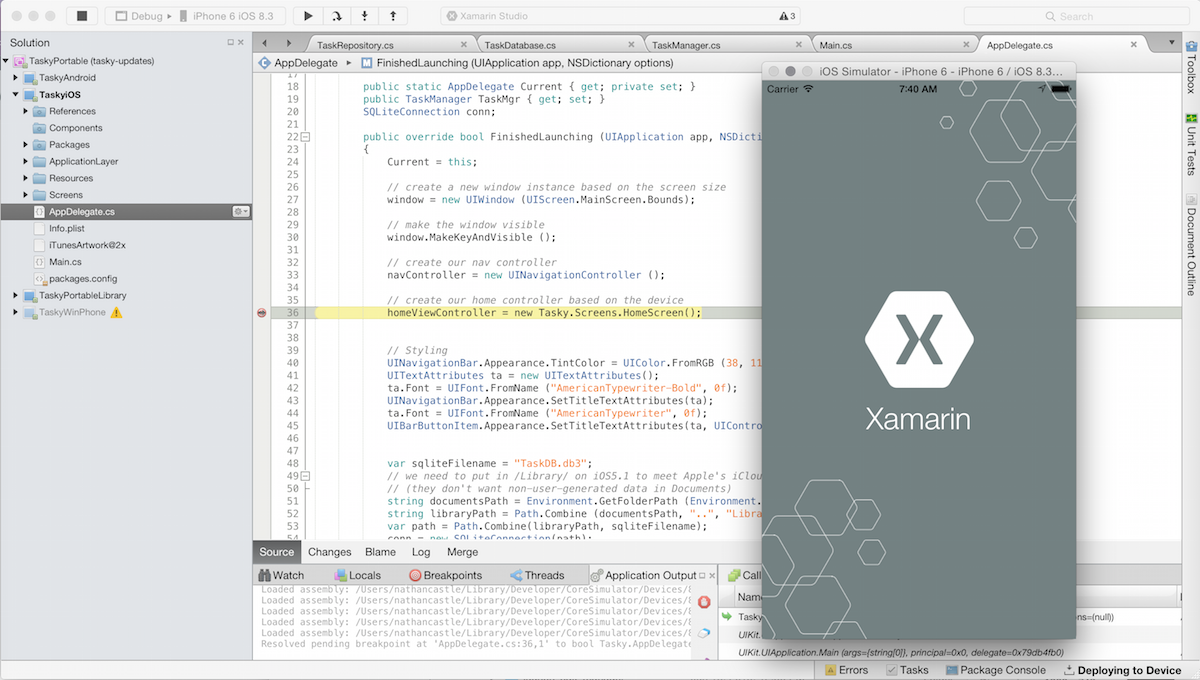 Debug
iPhone 6 iOS 8.3
Xamarin Studio
3
Search
Solution
TaskyPortable (tasky-updates)
TaskyAndroid
TaskyiOS
References
Components
Packages
ApplicationLayer
Resources
Screens
AppDelegate.cs
Info.plist
iTunesArtwork@2x
Main.cs
packages.config
TaskyPortableLibrary
TaskyWinPhone
TaskRepository.cs
TaskDatabase.cs
TaskManager.cs
Main.cs
AppDelegate.cs
AppDelegate
FinishedLaunching (UIApplication app, NSDictionary options)
17
18 public static AppDelegate Current { get; private set; }
19 public TaskManager TaskMgr { get; set; }
20 SQLiteConnection conn;
21
22 public override bool FinishedLaunching (UIApplication app, NSDicti
23 {
24 Current = this;
25
26 // create a new window instance based on the screen size
27 window = new UIWindow (UIScreen.MainScreen.Bounds);
28
29 // make the window visible
30 window.MakeKeyAndVisible ();
31
32 // create our nav controller
33 navController = new UINavigationController ();
34
35 // create our home controller based on the device
36 homeViewController = new Tasky.Screens.HomeScreen();
37
38
39 // Styling
40 UINavigationBar.Appearance.TintColor = UIColor.FromRGB (38, 11
41 UITextAttributes ta = new UITextAttributes();
42 ta.Font = UIFont.FromName ("AmericanTypewriter-Bold", 0f);
43 UINavigationBar.Appearance.SetTitleTextAttributes(ta);
44 ta.Font = UIFont.FromName ("AmericanTypewriter", 0f);
45 UIBarButtonItem.Appearance.SetTitleTextAttributes(ta, UIContro
46
47
48 var sqliteFilename = "TaskDB.db3";
49 // we need to put in /Library/ on iOS5.1 to meet Apple's iClou
50 // (they don't want non-user-generated data in Documents)
51 string documentsPath = Environment.GetFolderPath (Environment.
52 string libraryPath = Path.Combine (documentsPath, "..", "Libra
53 var path = Path.Combine(libraryPath, sqliteFilename);
54 conn = new SQLiteConnection(path);
Source
Changes
Blame
Log
Merge
Watch
Locals
Breakpoints
Threads
Application Output
Call
Loaded assembly: /Users/nathancastle/Library/Developer/CoreSimulator/Devices/8
Loaded assembly: /Users/nathancastle/Library/Developer/CoreSimulator/Devices/8
Loaded assembly: /Users/nathancastle/Library/Developer/CoreSimulator/Devices/8
Loaded assembly: /Users/nathancastle/Library/Developer/CoreSimulator/Devices/8
Loaded assembly: /Users/nathancastle/Library/Developer/CoreSimulator/Devices/8
Resolved pending breakpoint at 'AppDelegate.cs:36,1' to bool Tasky.AppDelegate
Name
Tasky
ns=(null))
UIKit.U
UIKit.UIApplication.Main (args={string[0]}, principal=0x0, delegate=0x79db4fb0)
Errors
Tasks
Package Console
Deploying to Device
iOS Simulator - iPhone 6 - iPhone 6 / iOS 8.3...
Carrier
7:40 AM
Xamarin
Toolbox
Unit Tests
Document Outline